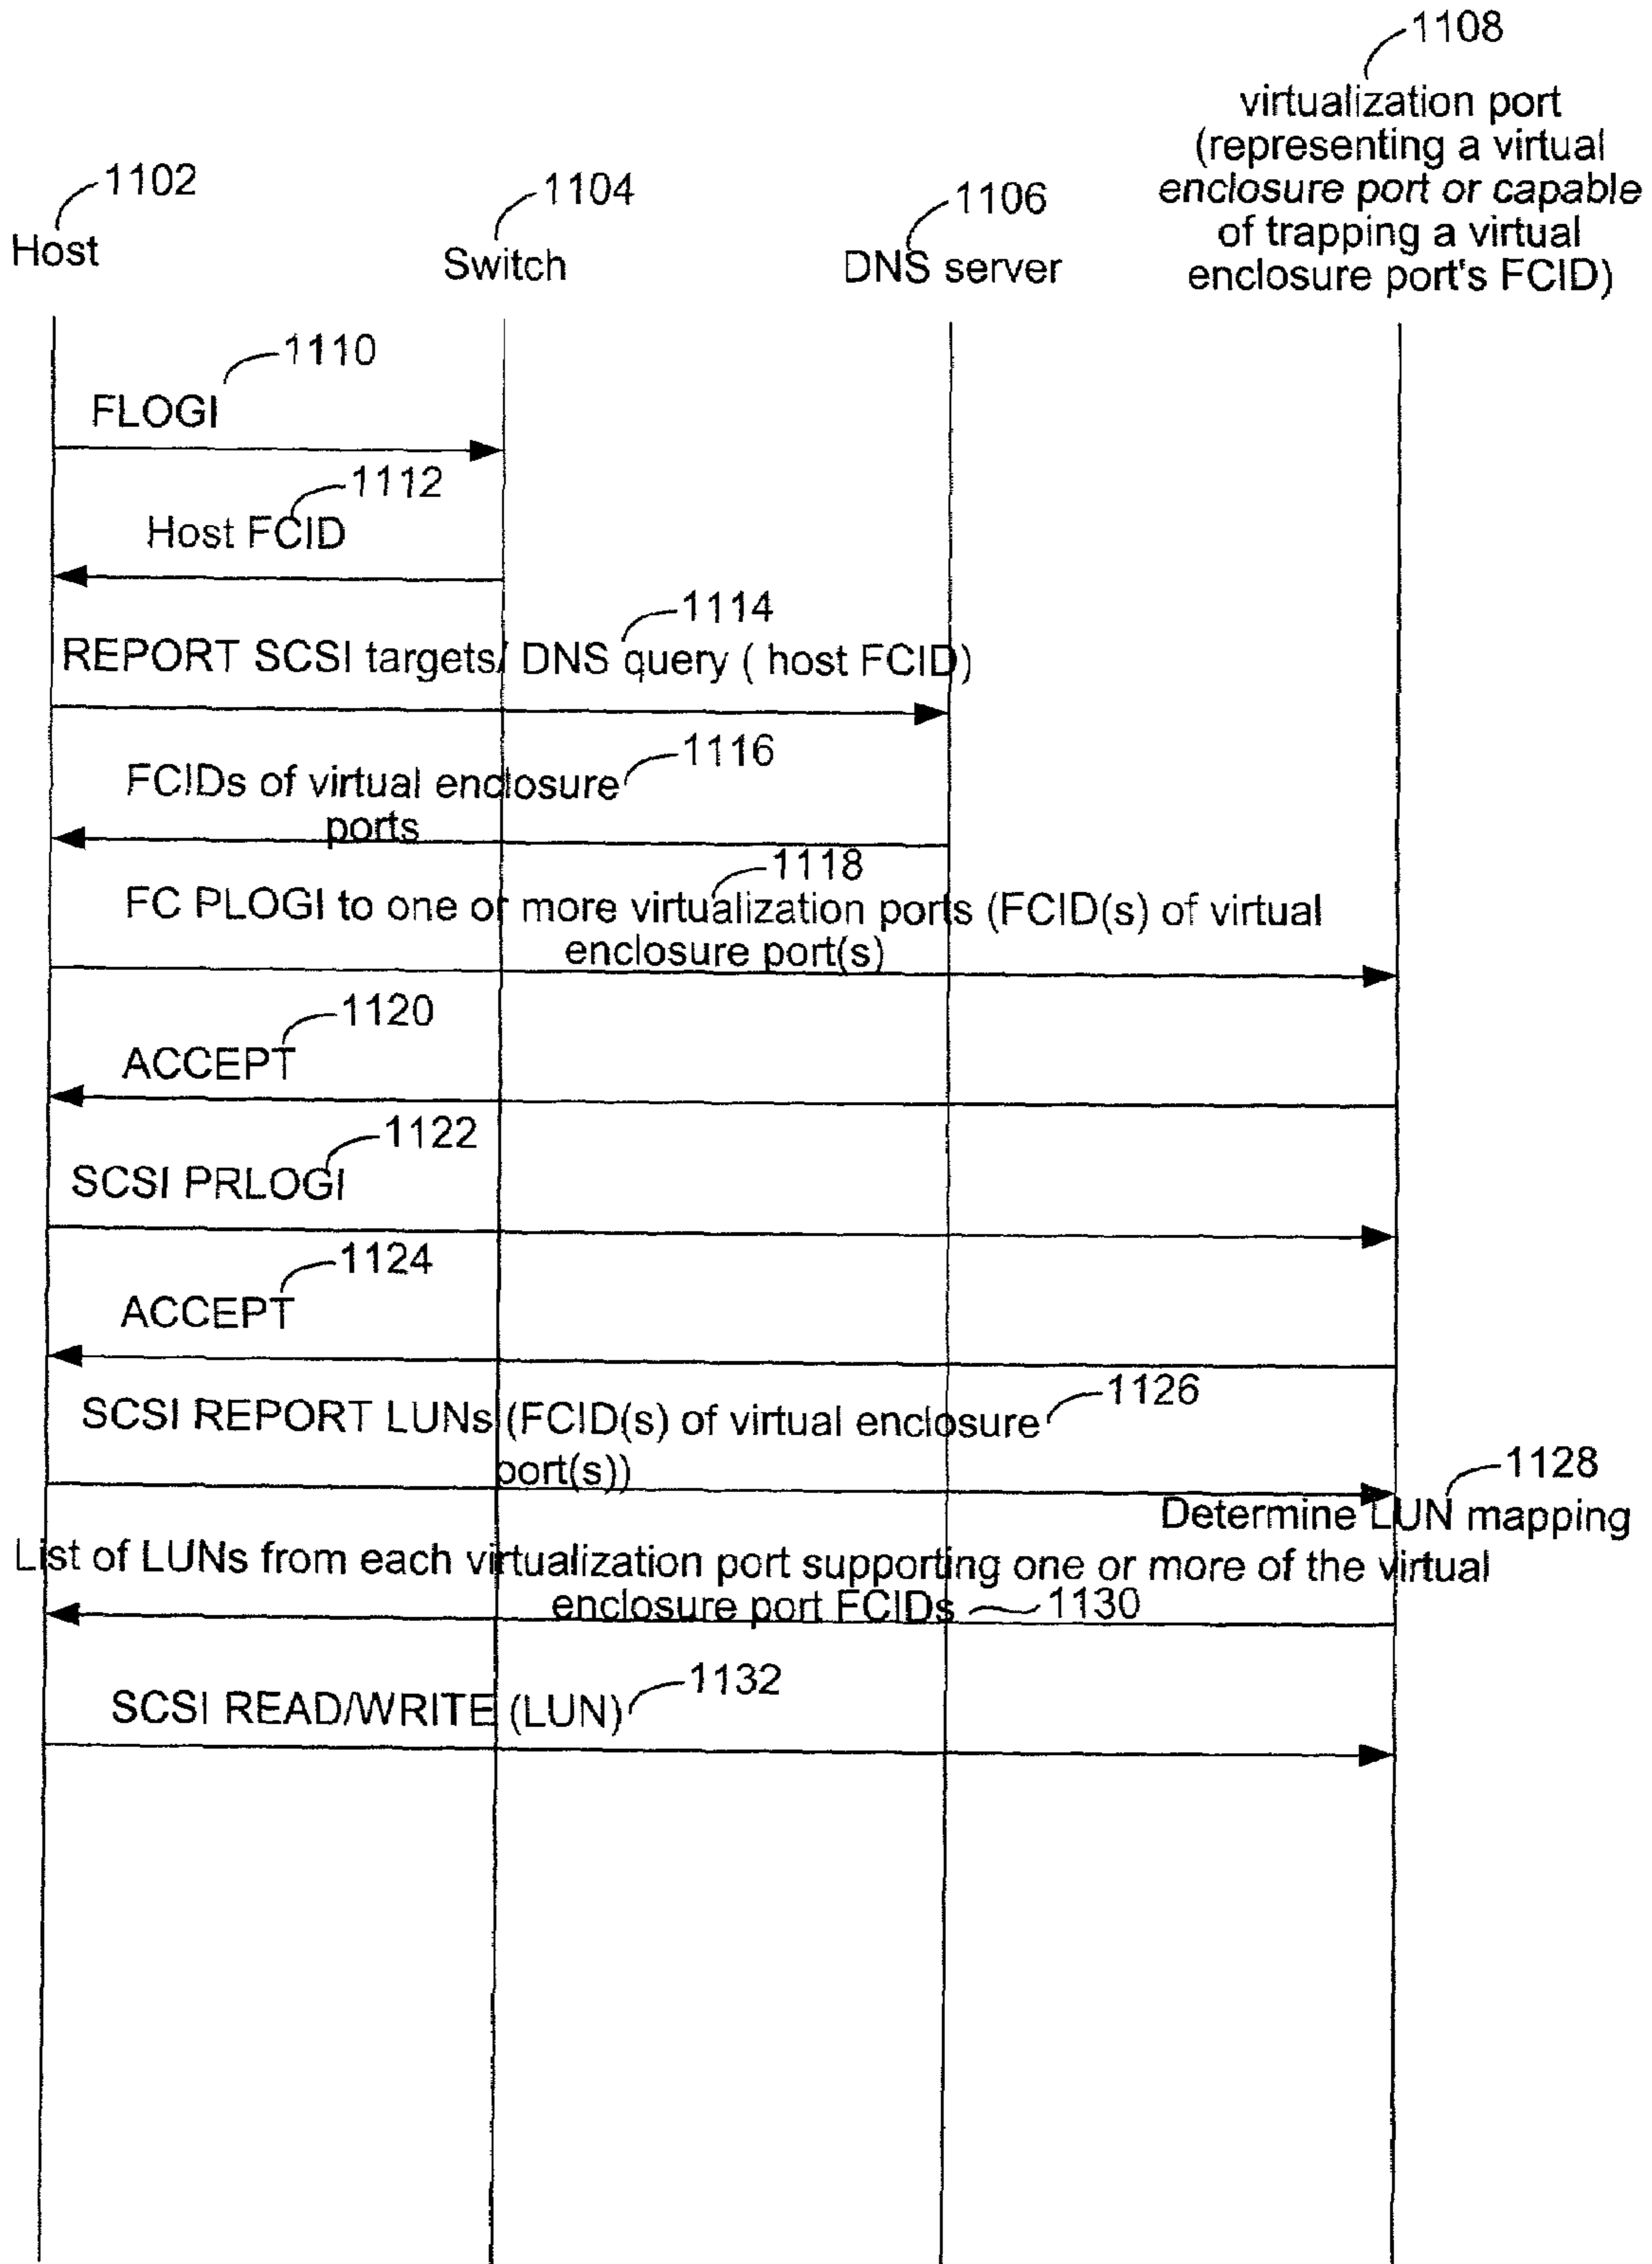 1108
virtualization port
(representing a virtual
enclosure port or capable
of trapping a virtual
enclosure port's FCID)
1102
Host
1104
Switch
1106
DNS server
1110
FLOGI
1112
Host FCID
1114
REPORT SCSI targets/ DNS query ( host FCID)
1116
FCIDs of virtual enclosure
ports
1118
FC PLOGI to one or more virtualization ports (FCID(s) of virtual
enclosure port(s)
1120
ACCEPT
1122
SCSI PRLOGI
1124
ACCEPT
1126
SCSI REPORT LUNs (FCID(s) of virtual enclosure
port(s))
1128
Determine LUN mapping
List of LUNs from each virtualization port supporting one or more of the virtual
enclosure port FCIDs 1130
1132
SCSI READ/WRITE (LUN)